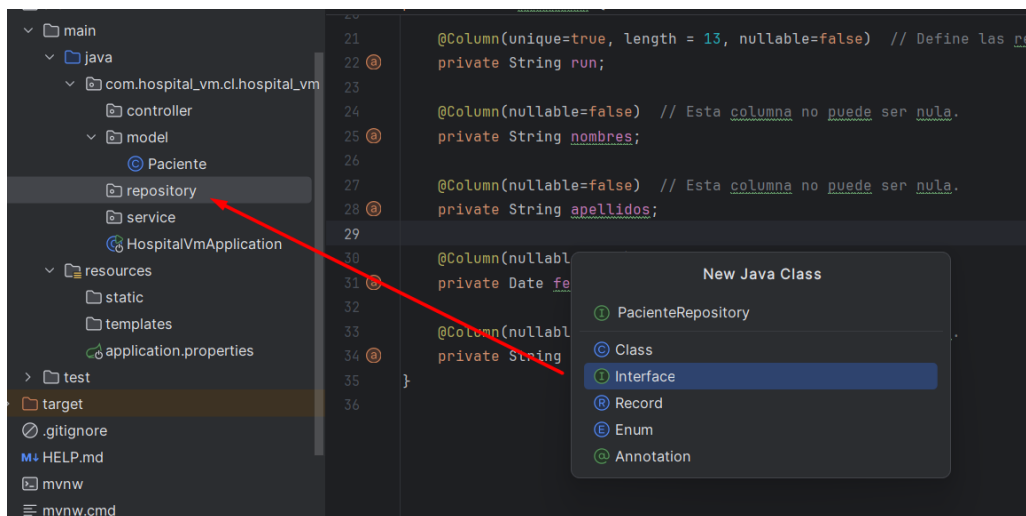 main
java
com.hospital_vm.cl.hospital_vm
controller
model
Paciente
repository
service
HospitalVmApplication
resources
static
templates
application.properties
test
target
.gitignore
M↓ HELP.md
mvnw
mvnw.cmd
21 @Column(unique=true, length = 13, nullable=false) // Define las re
22 private String run;
23
24 @Column(nullable=false) // Esta columna no puede ser nula.
25 private String nombres;
26
27 @Column(nullable=false) // Esta columna no puede ser nula.
28 private String apellidos;
29
30 @Column(nullabl
31 private Date fe
32
33 @Column(nullabl
34 private String
35 }
36
New Java Class
PacienteRepository
Class
Interface
Record
Enum
Annotation